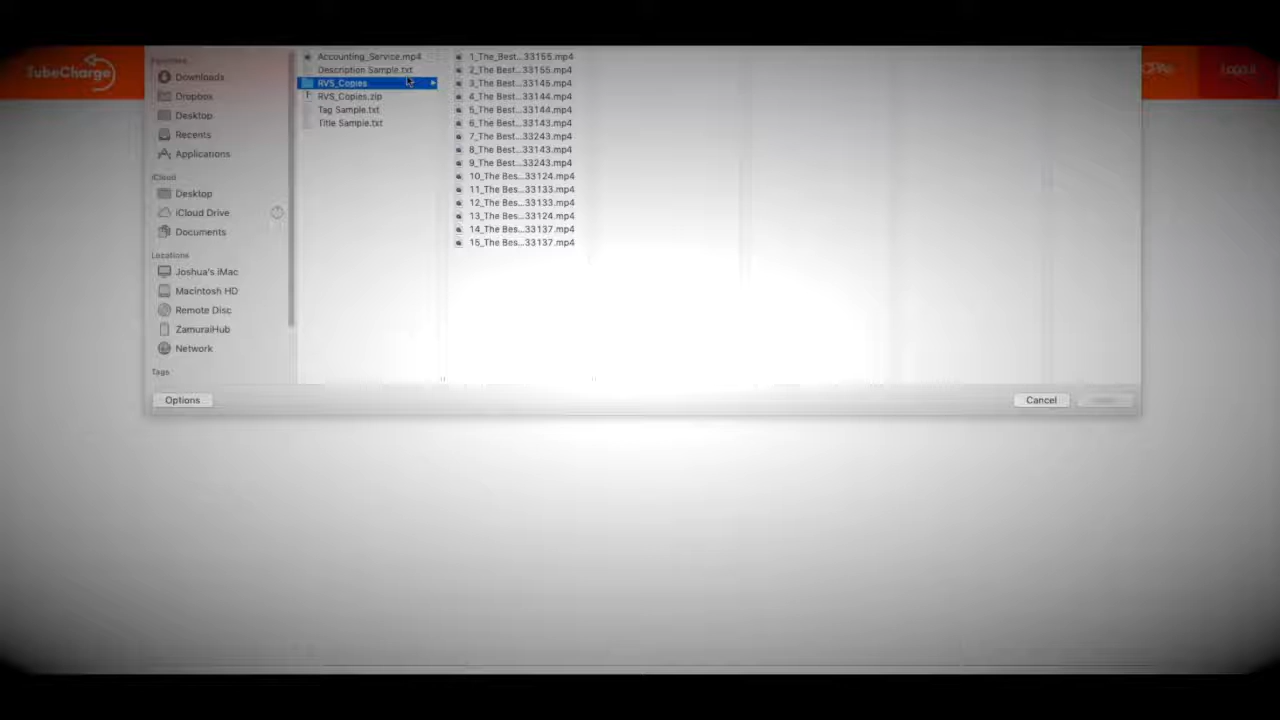 TubeCharge
CPA
Logout
Favorites
Downloads
Dropbox
Desktop
Recents
Applications
iCloud
Desktop
iCloud Drive
Documents
Locations
Joshua's iMac
Macintosh HD
Remote Disc
ZamuraiHub
Network
Tags
Accounting_Service.mp4
Description Sample.txt
RVS_Copies
RVS_Copies.zip
Tag Sample.txt
Title Sample.txt
1_The_Best...33155.mp4
2_The Best...33155.mp4
3_The Best...33145.mp4
4_The Best...33144.mp4
5_The Best...33144.mp4
6_The Best...33143.mp4
7_The Best...33243.mp4
8_The Best...33143.mp4
9_The Best...33243.mp4
10_The Bes...33124.mp4
11_The Bes...33133.mp4
12_The Bes...33133.mp4
13_The Bes...33124.mp4
14_The Bes...33137.mp4
15_The Bes...33137.mp4
Options
Cancel